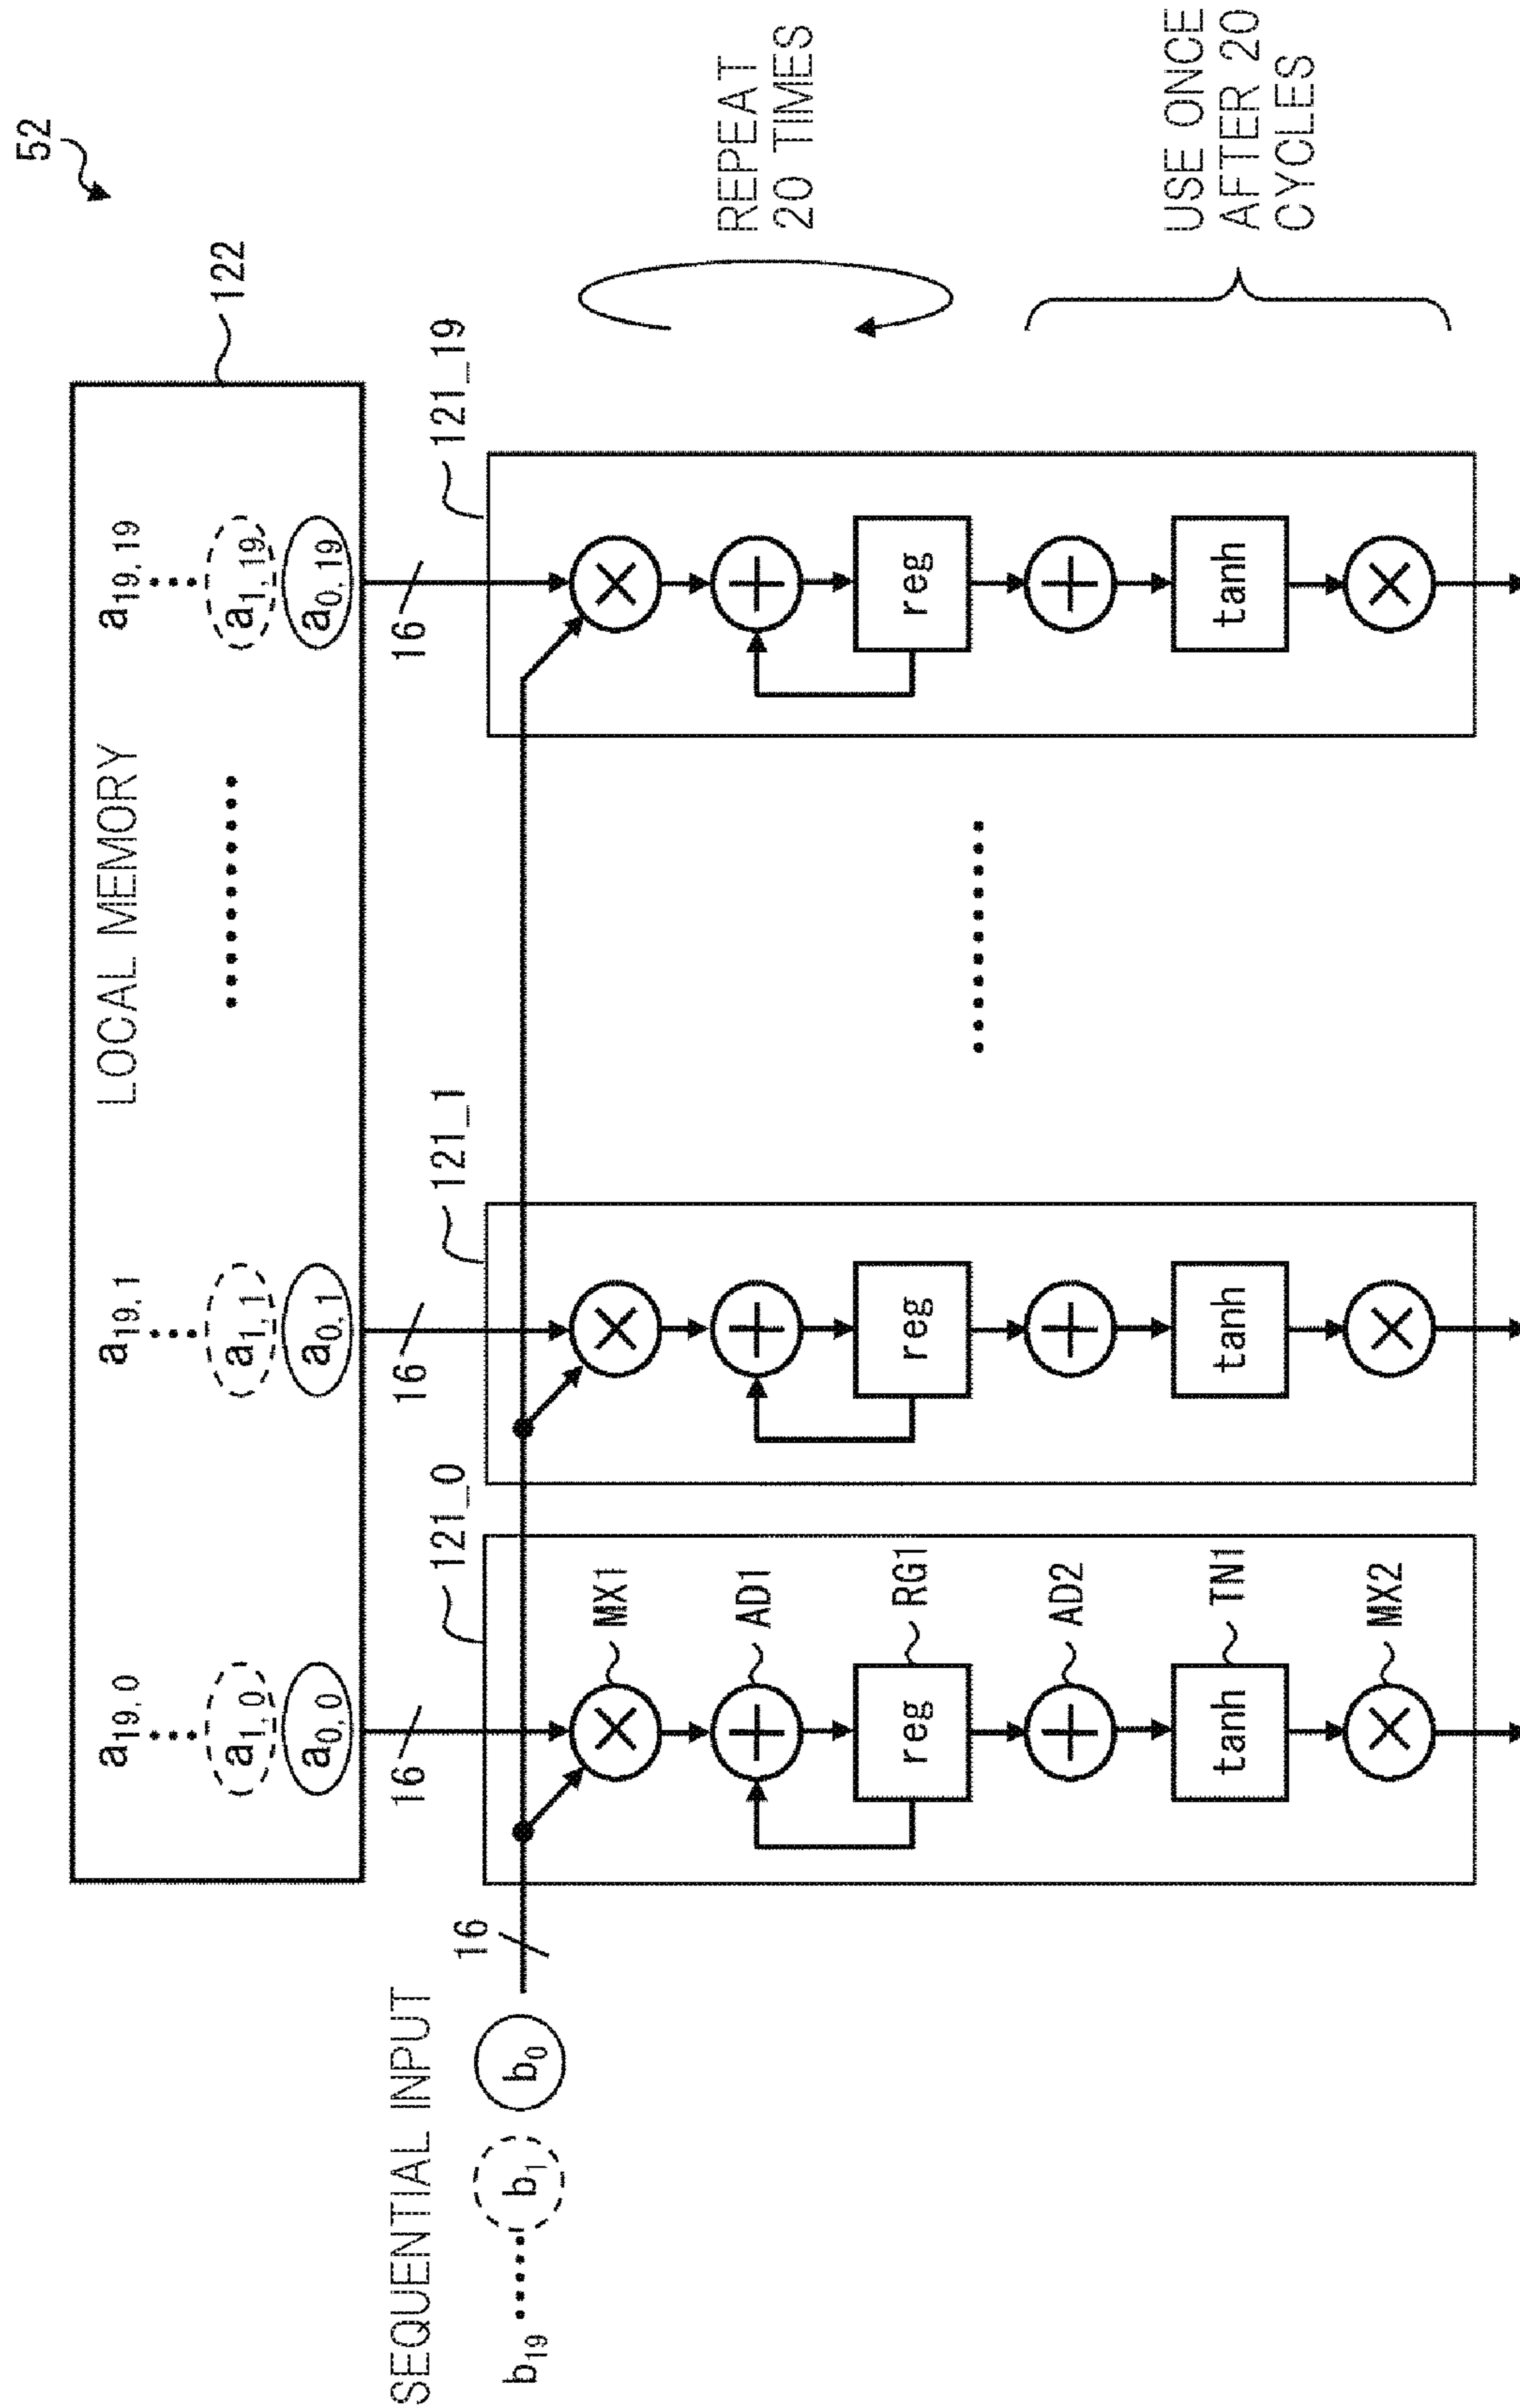 52
122
LOCAL MEMORY
a19,0
a19,1
a19,19
a1,0
a1,1
a1,19
a0,0
a0,1
a0,19
16
16
16
SEQUENTIAL INPUT
121_0
121_1
121_19
16
b19 b1 b0
MX1
AD1
reg
RG1
reg
reg
AD2
tanh
TN1
tanh
tanh
MX2
REPEAT
20 TIMES
USE ONCE
AFTER 20
CYCLES